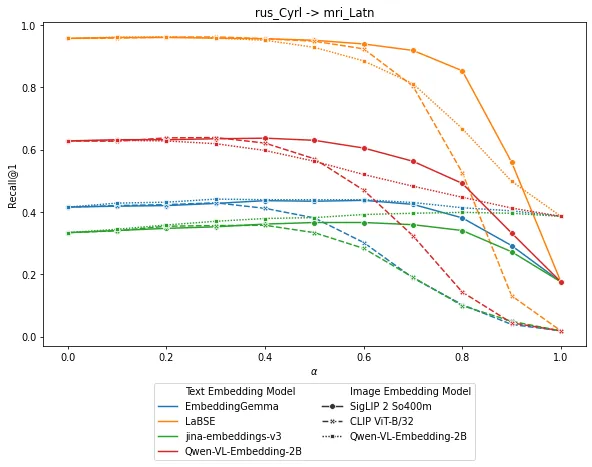 rus_Cyrl -> mri_Latn
Recall@1
1.0
0.8
0.6
0.4
0.2
0.0
0.0 0.2 0.4 0.6 0.8 1.0
α
Text Embedding Model
EmbeddingGemma
LaBSE
jina-embeddings-v3
Qwen-VL-Embedding-2B
Image Embedding Model
SigLIP 2 So400m
CLIP ViT-B/32
Qwen-VL-Embedding-2B